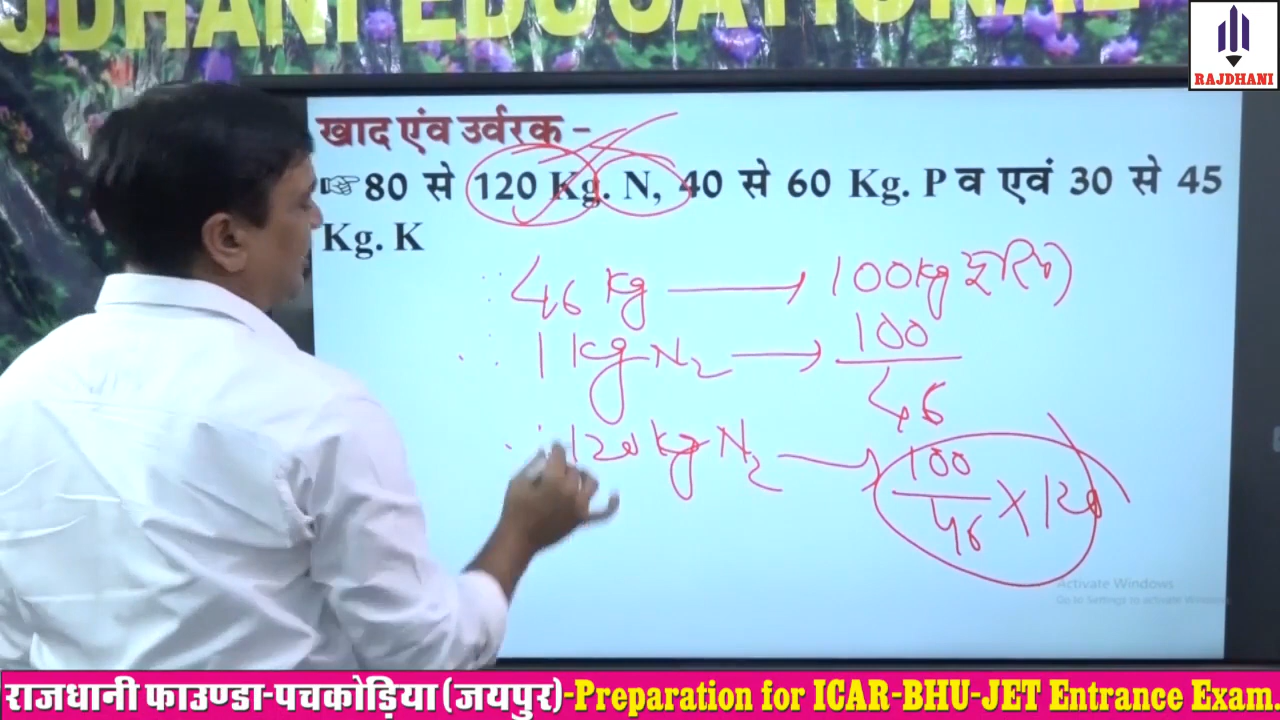 JDHANI EDUCATIONAL
RAJDHANI
खाद एंव उर्वरक -
☞80 से 120 Kg. N, 40 से 60 Kg. P व एवं 30 से 45
Kg. K
46 kg → 100kg यूरिया
1 kg N2 → 100/46
120 kg N2 → 100/46 X 120
Activate Windows
Go to Settings to activate Windows
राजधानी फाउण्डा-पचकोड़िया (जयपुर)-Preparation for ICAR-BHU-JET Entrance Exam.